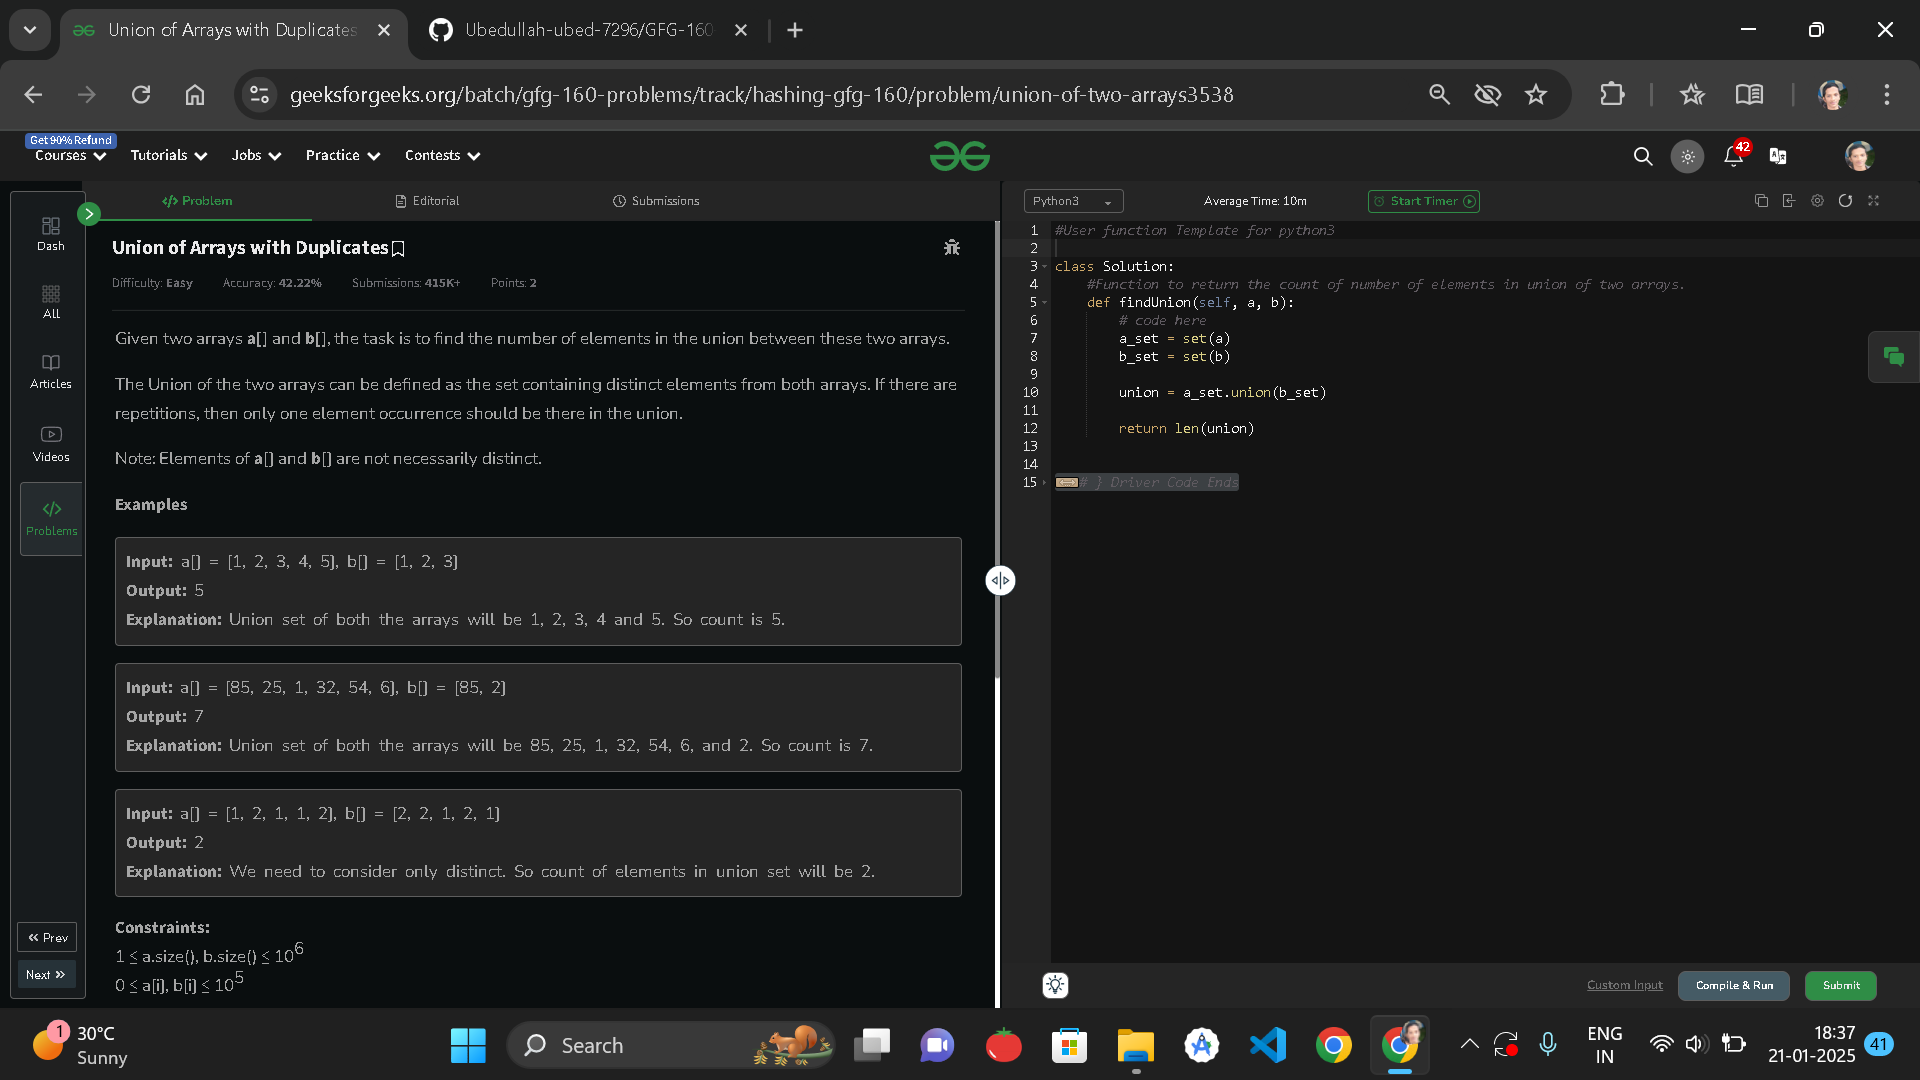 Union of Arrays with Duplicates
Ubedullah-ubed-7296/GFG-160
geeksforgeeks.org/batch/gfg-160-problems/track/hashing-gfg-160/problem/union-of-two-arrays3538
Get 90% Refund
Courses Tutorials Jobs Practice Contests
42
Dash
All
Articles
Videos
Problems
<< Prev
Next >>
</> Problem Editorial Submissions
Union of Arrays with Duplicates
Difficulty: Easy Accuracy: 42.22% Submissions: 415K+ Points: 2
Given two arrays a[] and b[], the task is to find the number of elements in the union between these two arrays.
The Union of the two arrays can be defined as the set containing distinct elements from both arrays. If there are
repetitions, then only one element occurrence should be there in the union.
Note: Elements of a[] and b[] are not necessarily distinct.
Examples
Input: a[] = [1, 2, 3, 4, 5], b[] = [1, 2, 3]
Output: 5
Explanation: Union set of both the arrays will be 1, 2, 3, 4 and 5. So count is 5.
Input: a[] = [85, 25, 1, 32, 54, 6], b[] = [85, 2]
Output: 7
Explanation: Union set of both the arrays will be 85, 25, 1, 32, 54, 6, and 2. So count is 7.
Input: a[] = [1, 2, 1, 1, 2], b[] = [2, 2, 1, 2, 1]
Output: 2
Explanation: We need to consider only distinct. So count of elements in union set will be 2.
Constraints:
1 ≤ a.size(), b.size() ≤ 10^6
0 ≤ a[i], b[i] ≤ 10^5
Python3 Average Time: 10m Start Timer
1 #User function Template for python3
2
3 class Solution:
4 #Function to return the count of number of elements in union of two arrays.
5 def findUnion(self, a, b):
6 # code here
7 a_set = set(a)
8 b_set = set(b)
9
10 union = a_set.union(b_set)
11
12 return len(union)
13
14
15 # } Driver Code Ends
Custom Input Compile & Run Submit
1
30°C
Sunny
Search
ENG
IN
18:37
21-01-2025
41